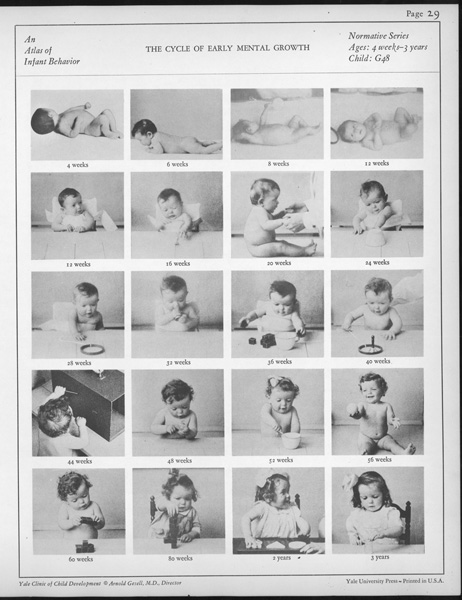 Page 29
An
Atlas of
Infant Behavior
THE CYCLE OF EARLY MENTAL GROWTH
Normative Series
Ages: 4 weeks-3 years
Child: G48
4 weeks
6 weeks
8 weeks
12 weeks
12 weeks
16 weeks
20 weeks
24 weeks
28 weeks
32 weeks
36 weeks
40 weeks
44 weeks
48 weeks
52 weeks
56 weeks
60 weeks
80 weeks
2 years
3 years
Yale Clinic of Child Development © Arnold Gesell, M.D., Director
Yale University Press – Printed in U.S.A.